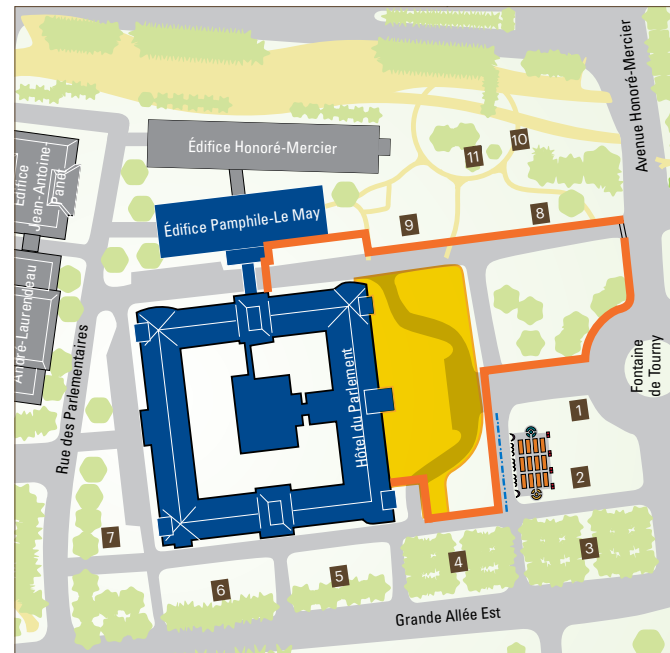 Avenue Honoré-Mercier
Édifice Honoré-Mercier
10
11
Édifice
Jean-Antoine-
Panet
Édifice Pamphile-Le May
8
9
André-Laurendeau
Rue des Parlementaires
Hôtel du Parlement
Fontaine
de Tourny
1
2
3
4
5
6
7
Grande Allée Est